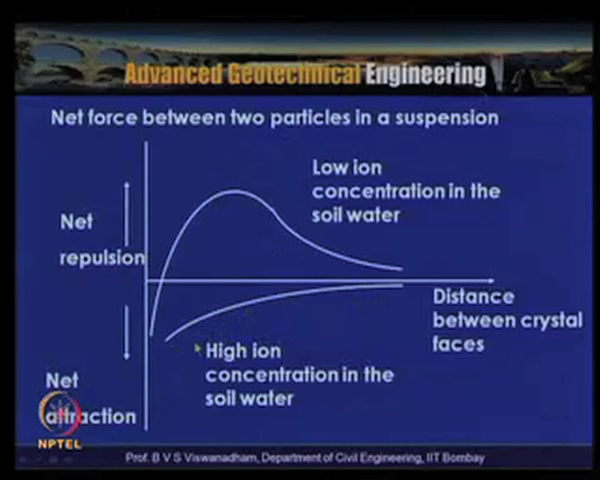 Advanced Geotechnical Engineering
Net force between two particles in a suspension
Low ion
concentration in the
soil water
Net
repulsion
Distance
between crystal
faces
High ion
concentration in the
soil water
Net
attraction
NPTEL
Prof. B V S Viswanadham, Department of Civil Engineering, IIT Bombay